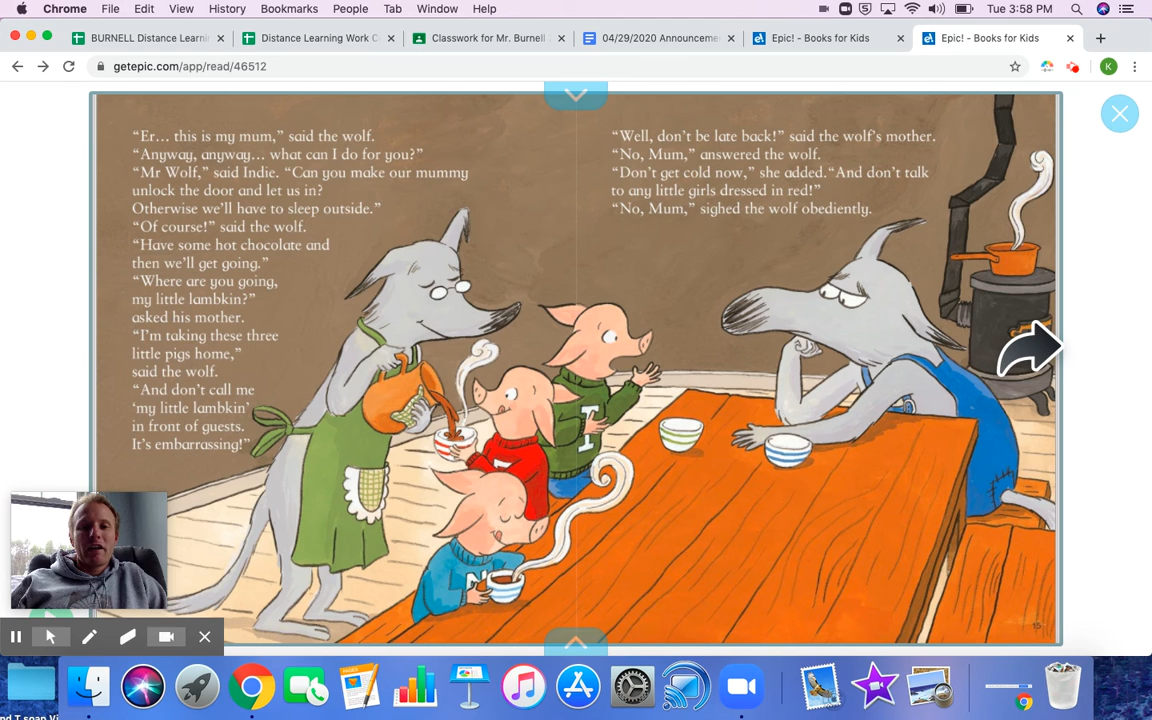 Chrome File Edit View History Bookmarks People Tab Window Help
Tue 3:58 PM
BURNELL Distance Learni
Distance Learning Work C
Classwork for Mr. Burnell
04/29/2020 Announceme
Epic! - Books for Kids
Epic! - Books for Kids
getepic.com/app/read/46512
K
“Er... this is my mum,” said the wolf.
“Anyway, anyway... what can I do for you?”
“Mr Wolf,” said Indie. “Can you make our mummy
unlock the door and let us in?
Otherwise we’ll have to sleep outside.”
“Of course!” said the wolf.
“Have some hot chocolate and
then we’ll get going.”
“Where are you going,
my little lambkin?”
asked his mother.
“I’m taking these three
little pigs home,”
said the wolf.
“And don’t call me
‘my little lambkin’
in front of guests.
It’s embarrassing!”
“Well, don’t be late back!” said the wolf’s mother.
“No, Mum,” answered the wolf.
“Don’t get cold now,” she added. “And don’t talk
to any little girls dressed in red!”
“No, Mum,” sighed the wolf obediently.
I
15